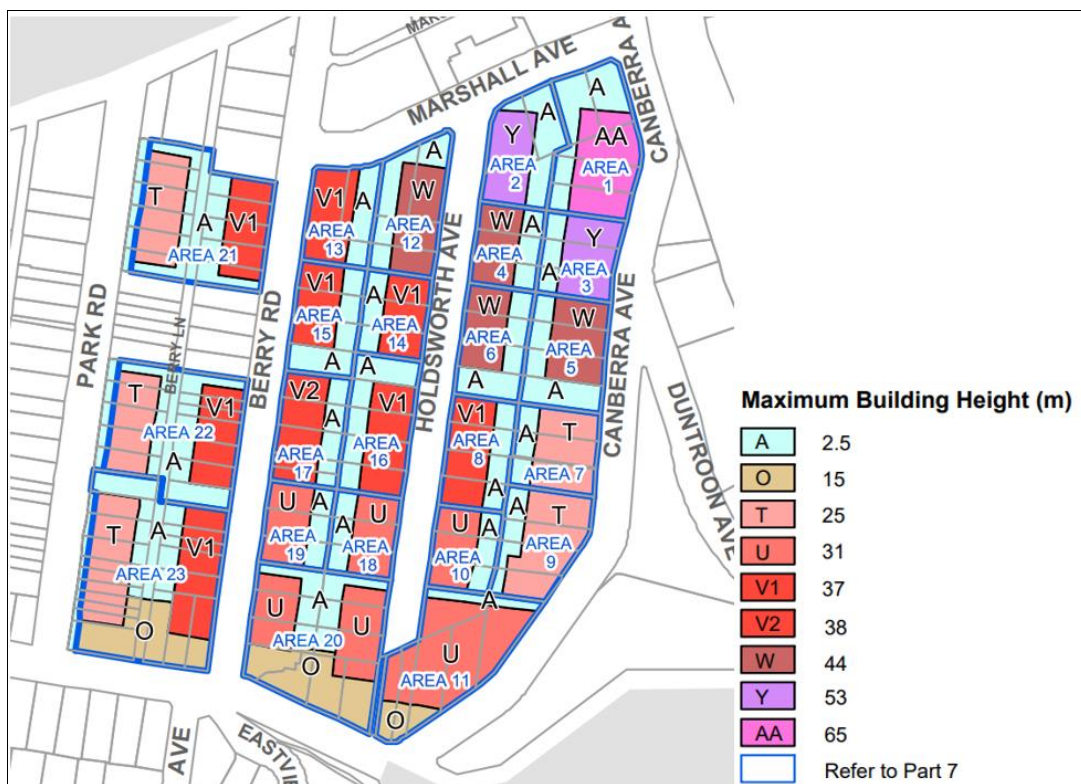 MARSHALL AVE
CANBERRA A
A
A
Y
AREA
2
AA
AREA
1
CANBERRA AVE
T
A
V1
AREA 21
V1
AREA
13
A
A
W
AREA
12
W
AREA
4
A
A
Y
AREA
3
V1
AREA
15
A
V1
AREA
14
W
AREA
6
W
AREA
5
PARK RD
BERRY LN
BERRY RD
HOLDSWORTH AVE
CANBERRA AVE
DUNTROON AVE
A
A
A
A
T
V1
AREA 22
A
V2
A
AREA
17
V1
AREA
16
V1
AREA
8
A
T
AREA 7
A
A
T
A
V1
AREA 23
O
U
A
AREA
19
A
U
AREA
18
U
A
AREA
10
T
AREA
9
A
U
A
U
AREA 20
O
U
AREA 11
O
AVE
EASTVI
Maximum Building Height (m)
A 2.5
O 15
T 25
U 31
V1 37
V2 38
W 44
Y 53
AA 65
Refer to Part 7